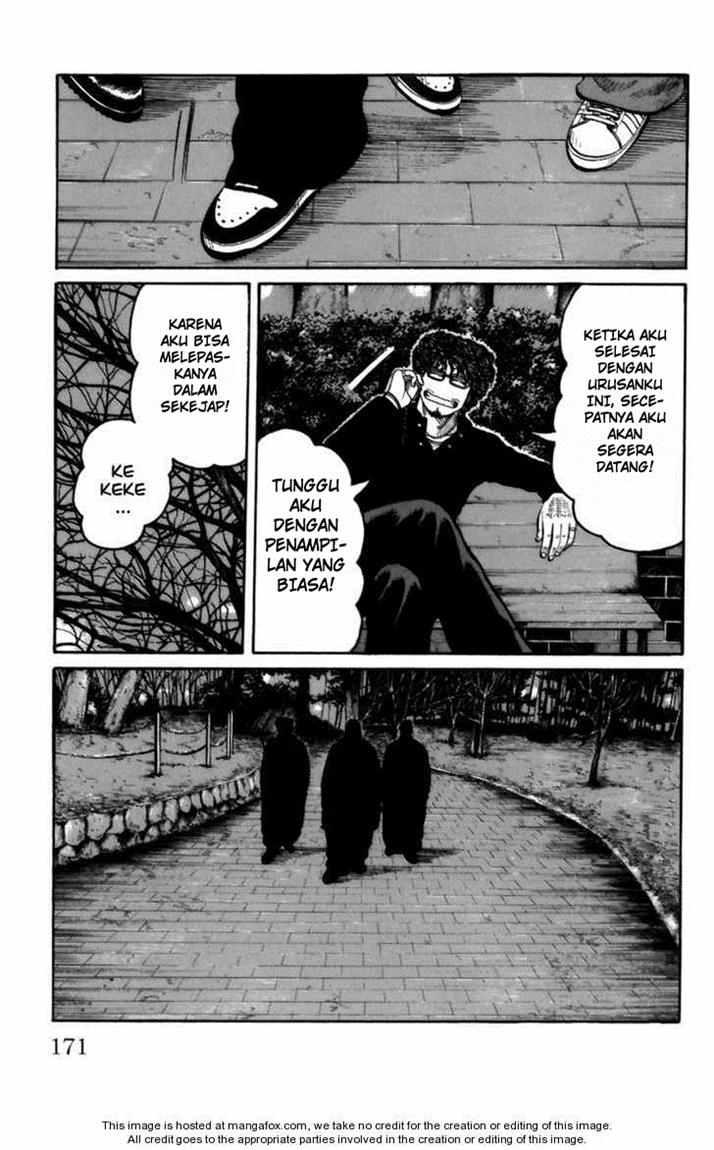 KETIKA AKU
SELESAI
DENGAN
URUSANKU
INI, SECE-
PATNYA AKU
AKAN
SEGERA
DATANG!
TUNGGU
AKU
DENGAN
PENAMPI-
LAN YANG
BIASA!
KARENA
AKU BISA
MELEPAS-
KANYA
DALAM
SEKEJAP!
KE
KEKE
...
171
This image is hosted at mangafox.com, we take no credit for the creation or editing of this image.
All credit goes to the appropriate parties involved in the creation or editing of this image.